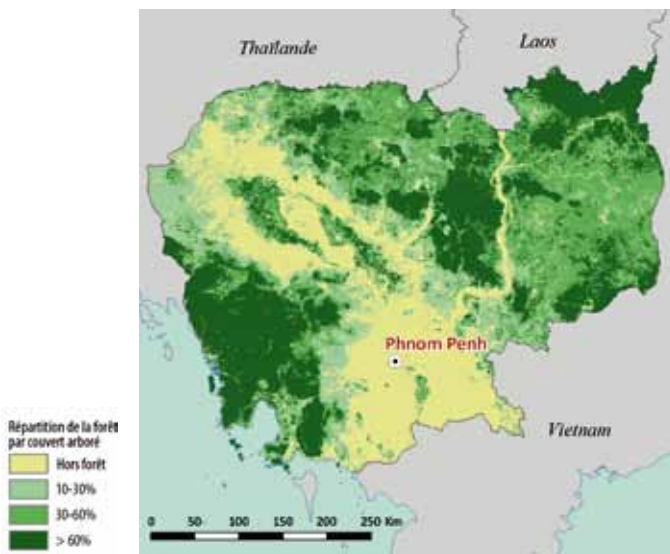 Thaïlande
Laos
Phnom Penh
Vietnam
Répartition de la forêt
par couvert arboré
Hors forêt
10-30%
30-60%
> 60%
0 50 100 150 200 250 Km